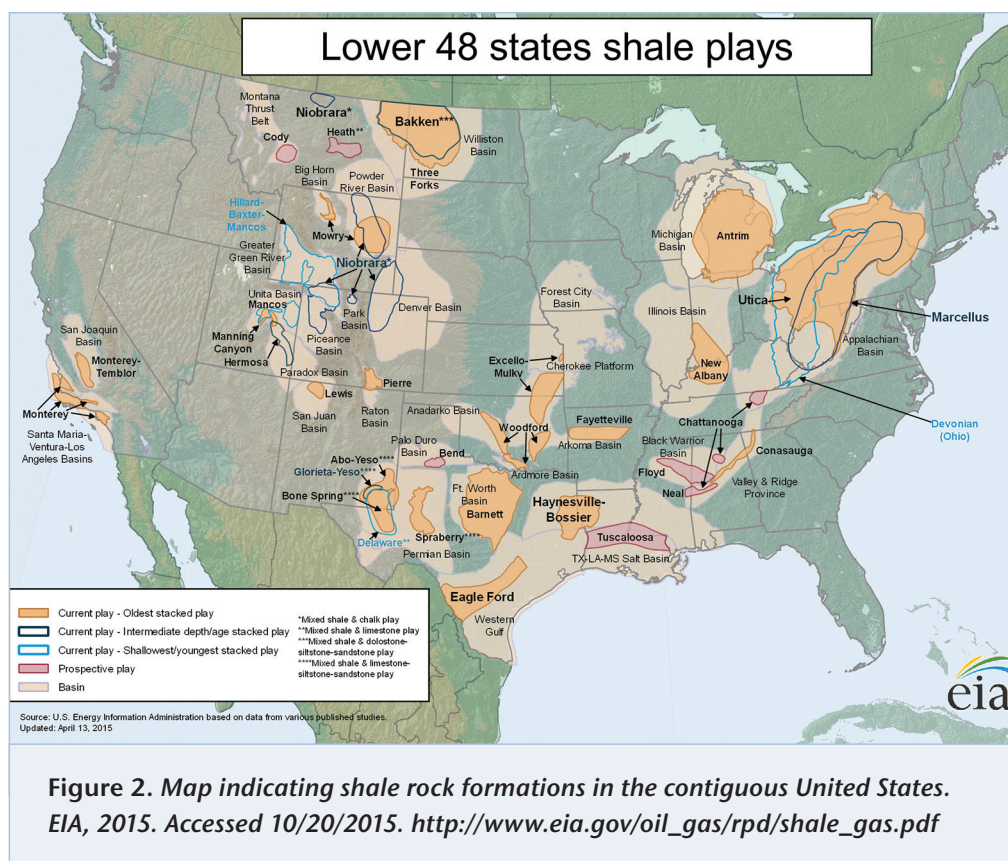 Lower 48 states shale plays
Montana
Thrust
Belt
Cody
Niobrara*
Heath**
Bakken***
Williston
Basin
Big Horn
Basin
Powder
River Basin
Three
Forks
Hillard-
Baxter-
Mancos
Mowry
Greater
Green River
Basin
Niobrara*
Unita Basin
Mancos
Park
Basin
Denver Basin
Manning
Canyon
Piceance
Basin
Hermosa
Paradox Basin
San Joaquin
Basin
Monterey-
Temblor
Monterey
Santa Maria-
Ventura-Los
Angeles Basins
Lewis
San Juan
Basin
Pierre
Raton
Basin
Michigan
Basin
Antrim
Forest City
Basin
Illinois Basin
Utica
Marcellus
Appalachian
Basin
Excello-
Mulky
Cherokee Platform
New
Albany
Anadarko Basin
Woodford
Fayetteville
Arkoma Basin
Chattanooga
Devonian
(Ohio)
Palo Duro
Basin
Bend
Ardmore Basin
Black Warrior
Basin
Conasauga
Abo-Yeso****
Glorieta-Yeso****
Bone Spring****
Delaware**
Ft. Worth
Basin
Barnett
Spraberry****
Permian Basin
Haynesville-
Bossier
Floyd
Neal
Valley & Ridge
Province
Tuscaloosa
TX-LA-MS Salt Basin
Eagle Ford
Western
Gulf
Current play - Oldest stacked play
Current play - Intermediate depth/age stacked play
Current play - Shallowest/youngest stacked play
Prospective play
Basin
*Mixed shale & chalk play
**Mixed shale & limestone play
***Mixed shale & dolostone-
siltstone-sandstone play
****Mixed shale & limestone-
siltstone-sandstone play
eia
Source: U.S. Energy Information Administration based on data from various published studies.
Updated: April 13, 2015
Figure 2. Map indicating shale rock formations in the contiguous United States.
EIA, 2015. Accessed 10/20/2015. http://www.eia.gov/oil_gas/rpd/shale_gas.pdf